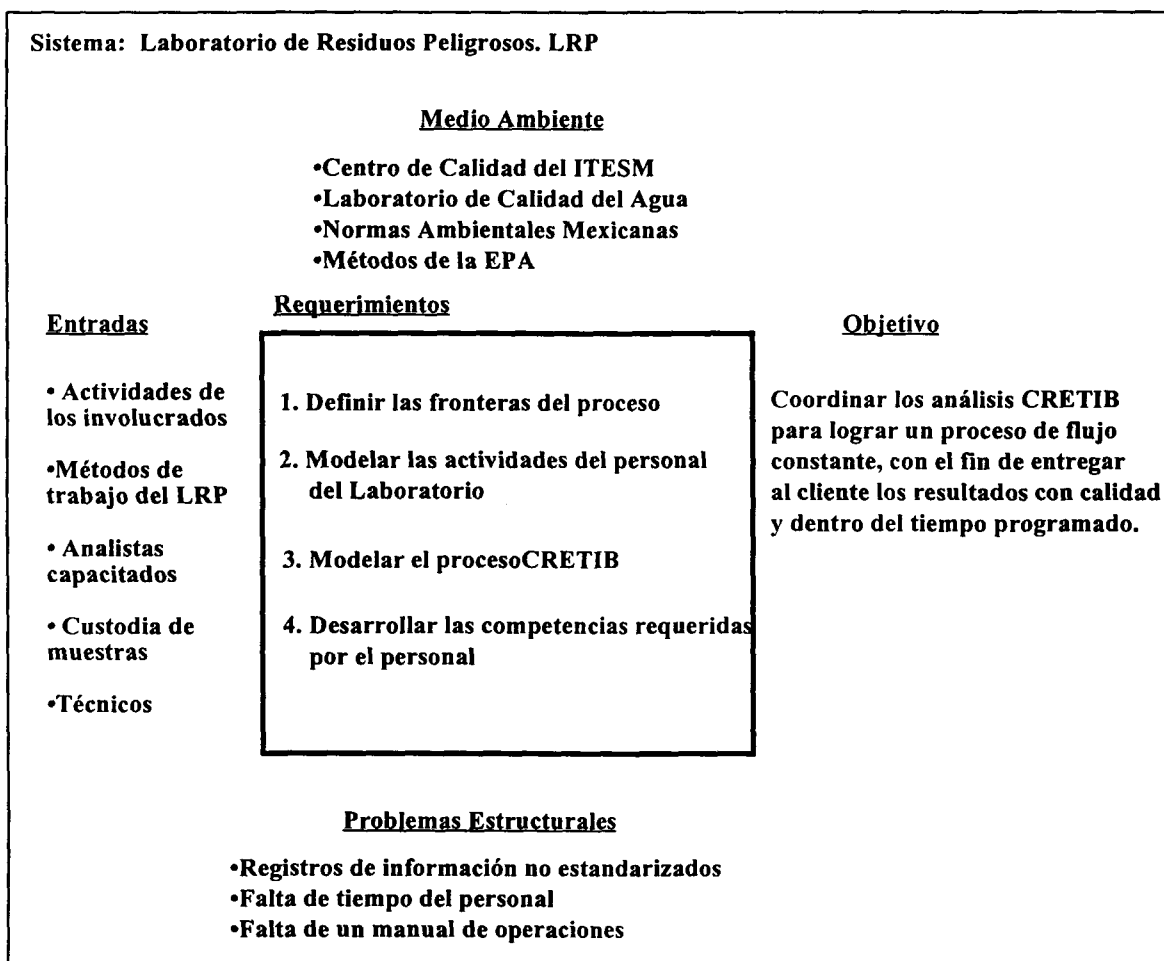 Sistema: Laboratorio de Residuos Peligrosos. LRP
Medio Ambiente
•Centro de Calidad del ITESM
•Laboratorio de Calidad del Agua
•Normas Ambientales Mexicanas
•Métodos de la EPA
Entradas
• Actividades de
los involucrados
•Métodos de
trabajo del LRP
• Analistas
capacitados
• Custodia de
muestras
•Técnicos
Requerimientos
1. Definir las fronteras del proceso
2. Modelar las actividades del personal
del Laboratorio
3. Modelar el procesoCRETIB
4. Desarrollar las competencias requeridas
por el personal
Objetivo
Coordinar los análisis CRETIB
para lograr un proceso de flujo
constante, con el fin de entregar
al cliente los resultados con calidad
y dentro del tiempo programado.
Problemas Estructurales
•Registros de información no estandarizados
•Falta de tiempo del personal
•Falta de un manual de operaciones